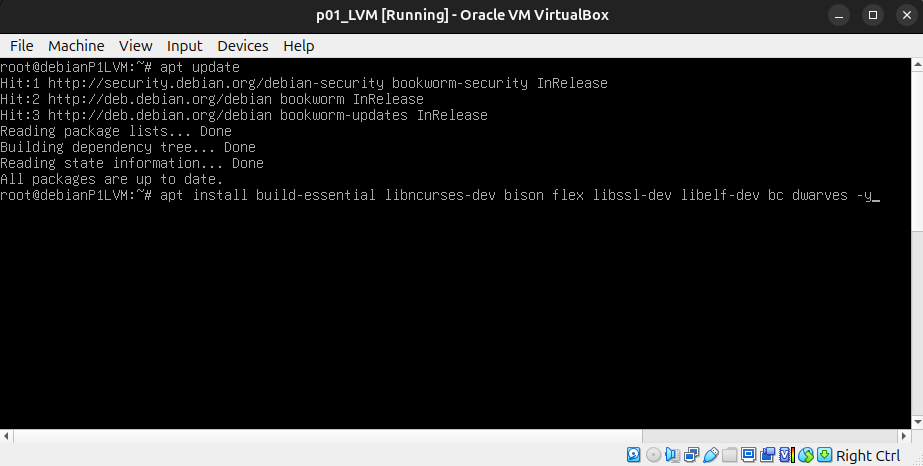 p01_LVM [Running] - Oracle VM VirtualBox
File Machine View Input Devices Help
root@debianP1LVM:~# apt update
Hit:1 http://security.debian.org/debian-security bookworm-security InRelease
Hit:2 http://deb.debian.org/debian bookworm InRelease
Hit:3 http://deb.debian.org/debian bookworm-updates InRelease
Reading package lists... Done
Building dependency tree... Done
Reading state information... Done
All packages are up to date.
root@debianP1LVM:~# apt install build-essential libncurses-dev bison flex libssl-dev libelf-dev bc dwarves -y_
Right Ctrl